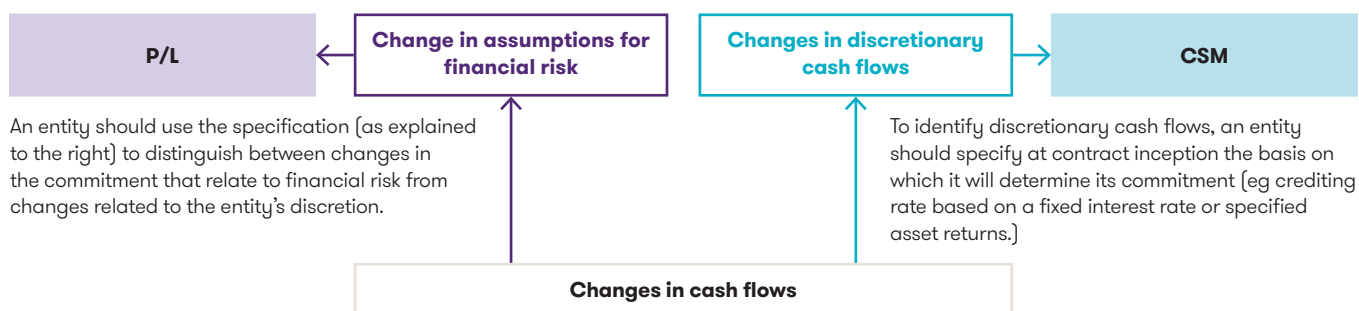 P/L
Change in assumptions for
financial risk
Changes in discretionary
cash flows
CSM
An entity should use the specification (as explained
to the right) to distinguish between changes in
the commitment that relate to financial risk from
changes related to the entity's discretion.
To identify discretionary cash flows, an entity
should specify at contract inception the basis on
which it will determine its commitment (eg crediting
rate based on a fixed interest rate or specified
asset returns.)
Changes in cash flows